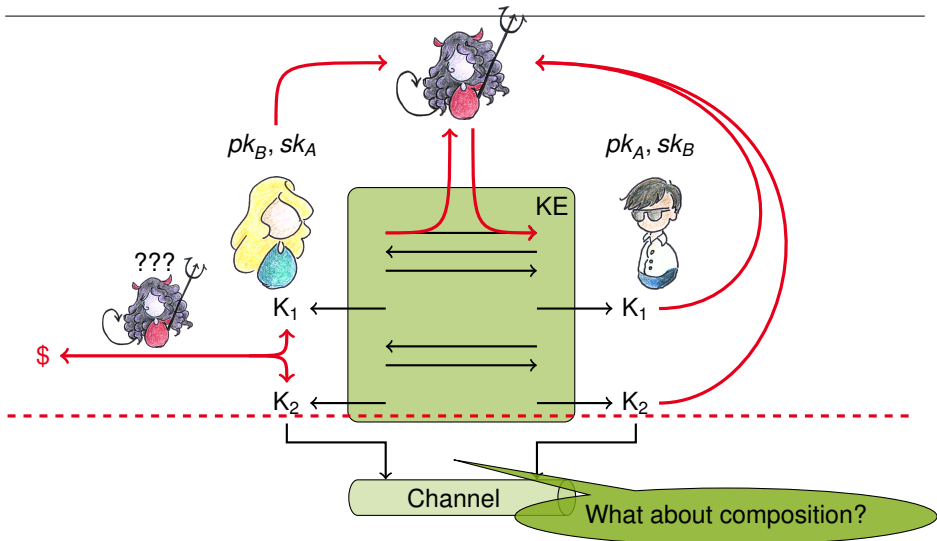 pk_B, sk_A
pk_A, sk_B
KE
???
K_1
K_1
$
K_2
K_2
Channel
What about composition?